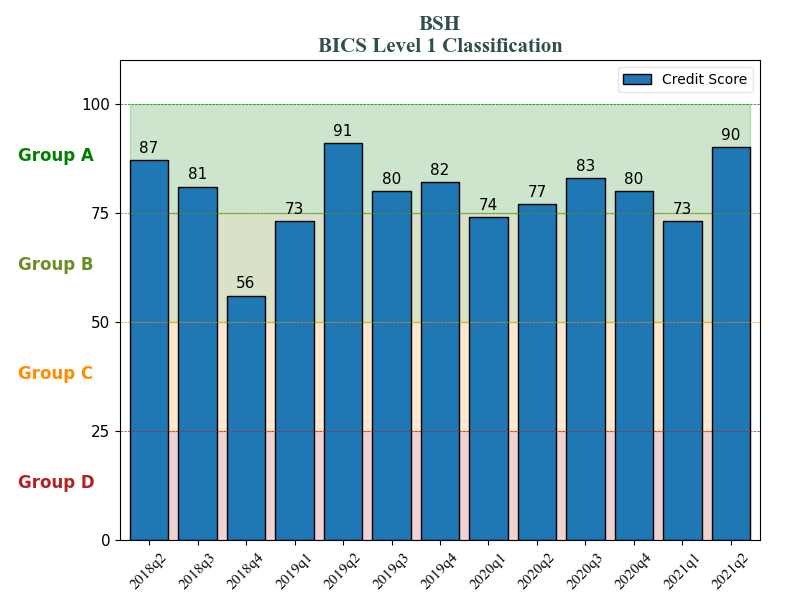 BSH
BICS Level 1 Classification
Credit Score
100
75
50
25
0
Group A
Group B
Group C
Group D
87
81
56
73
91
80
82
74
77
83
80
73
90
2018q2
2018q3
2018q4
2019q1
2019q2
2019q3
2019q4
2020q1
2020q2
2020q3
2020q4
2021q1
2021q2